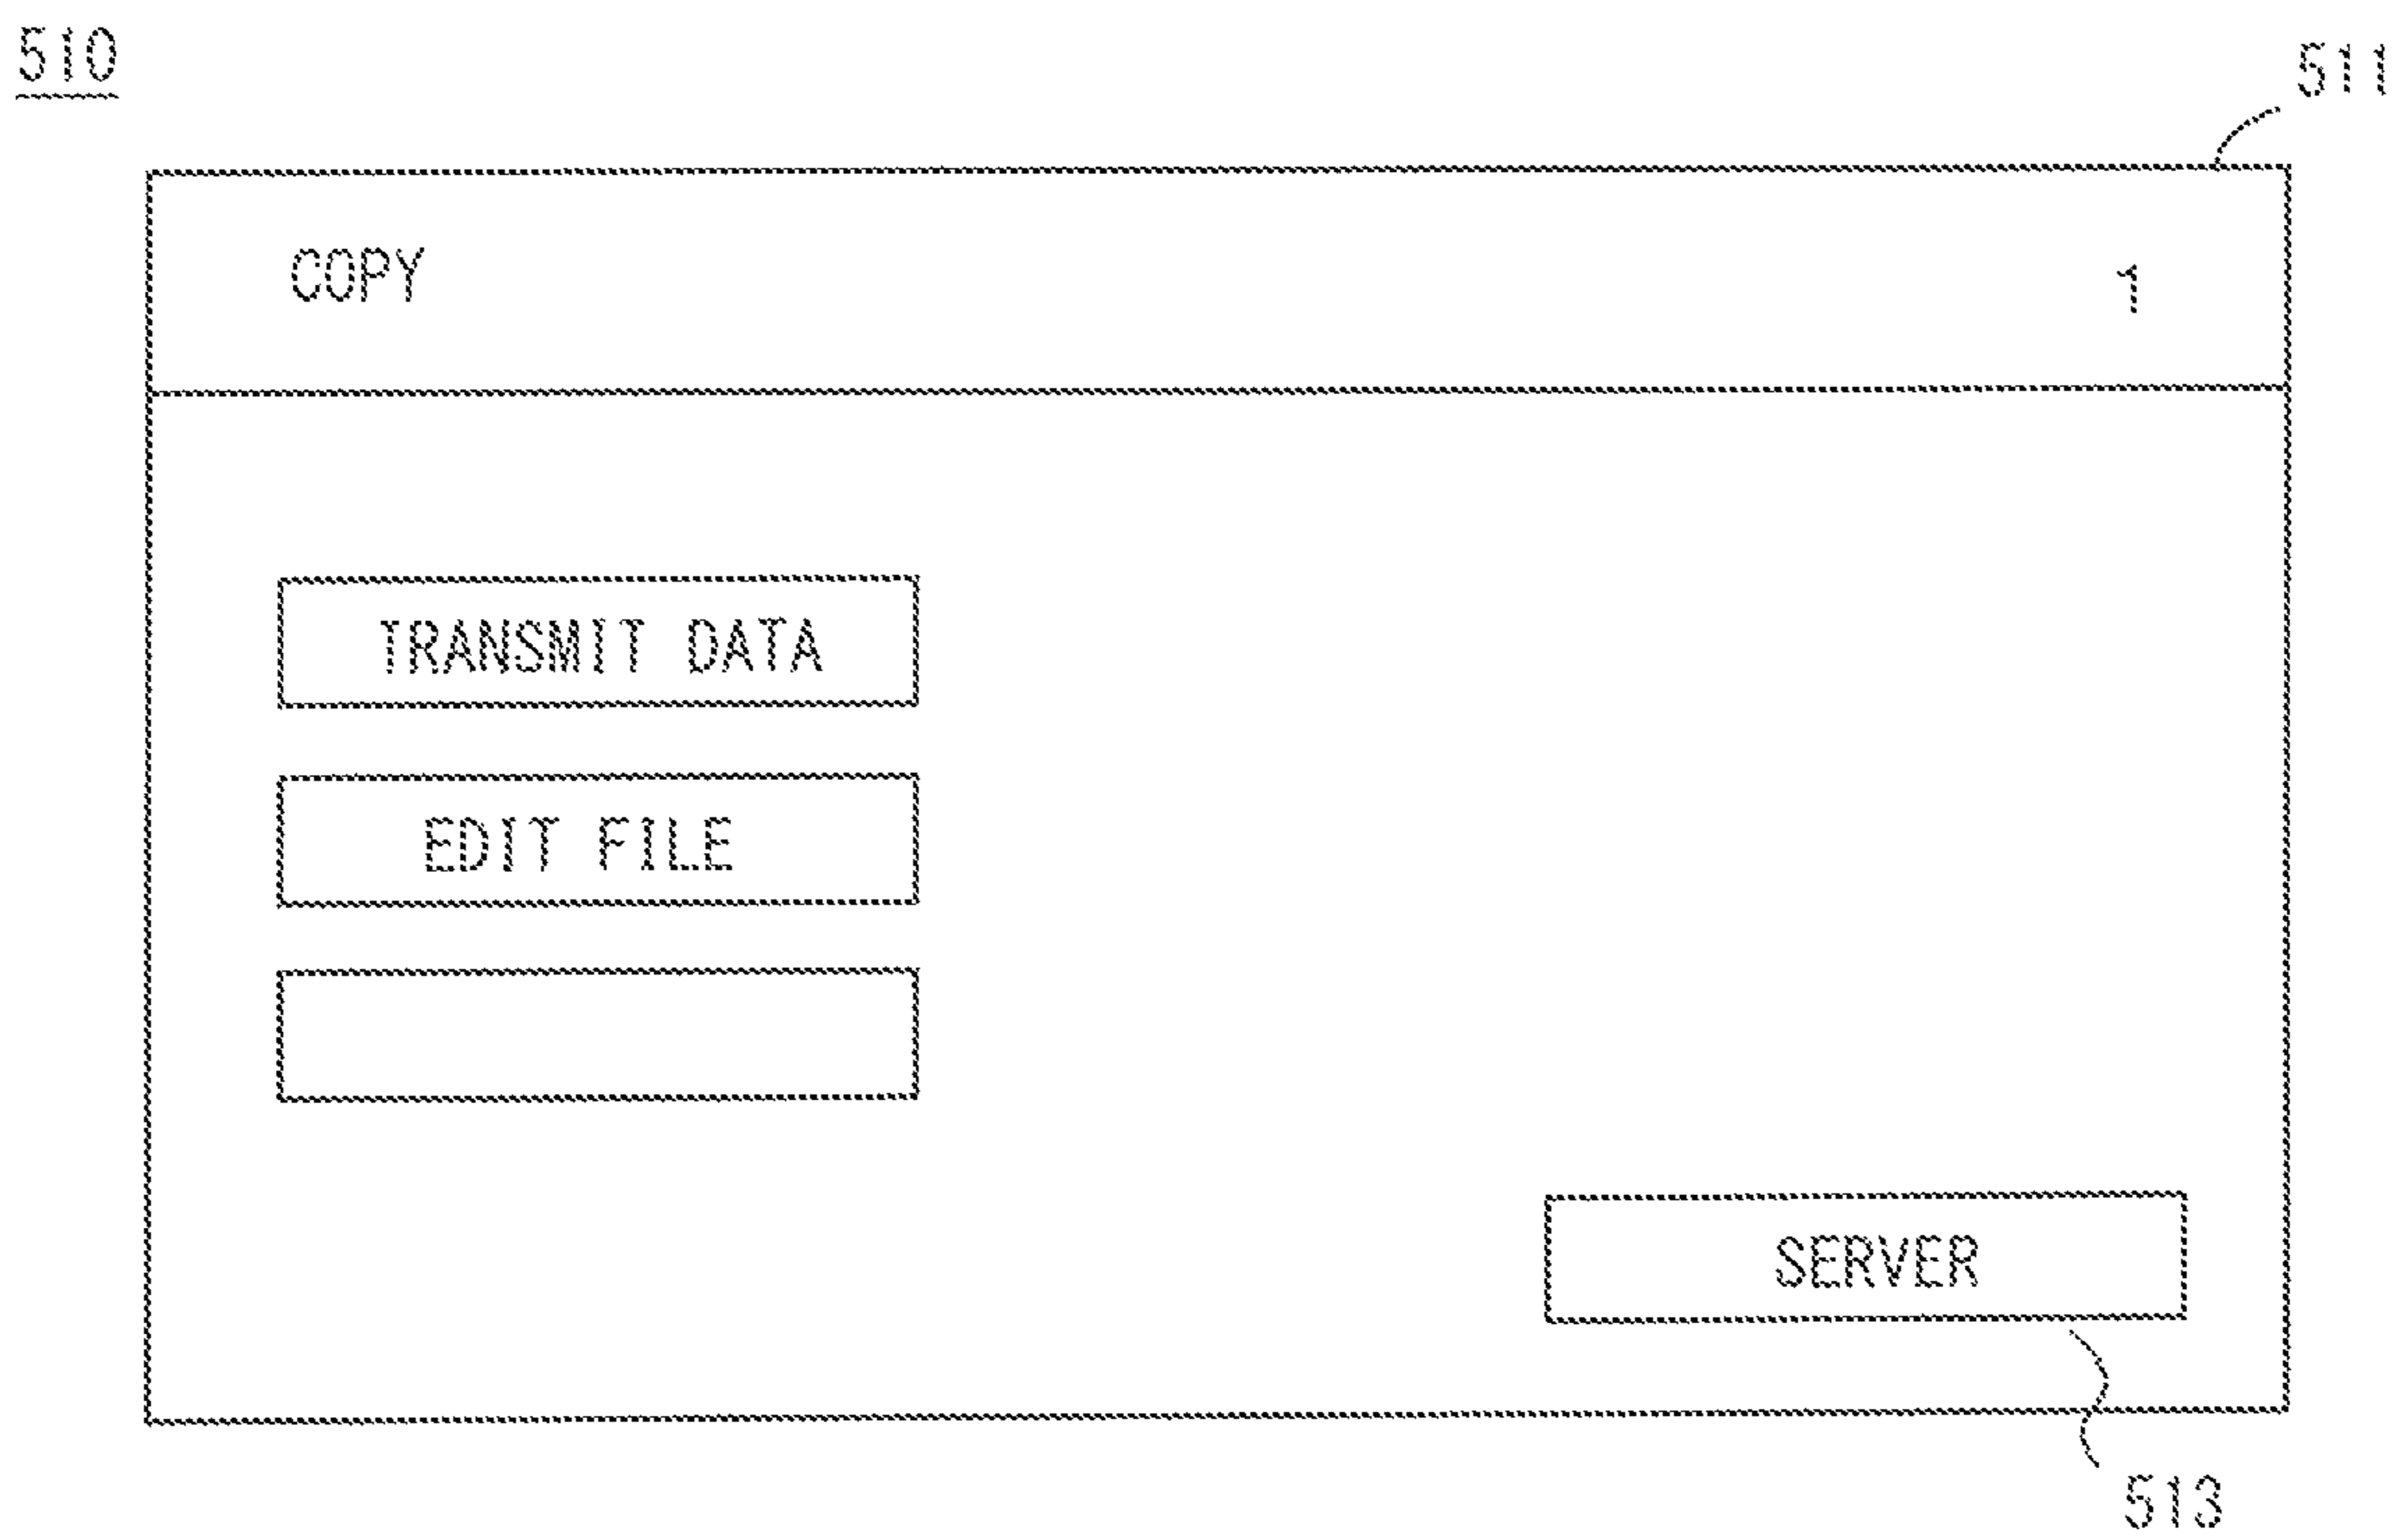 510
511
COPY 1
TRANSMIT DATA
EDIT FILE
SERVER
513